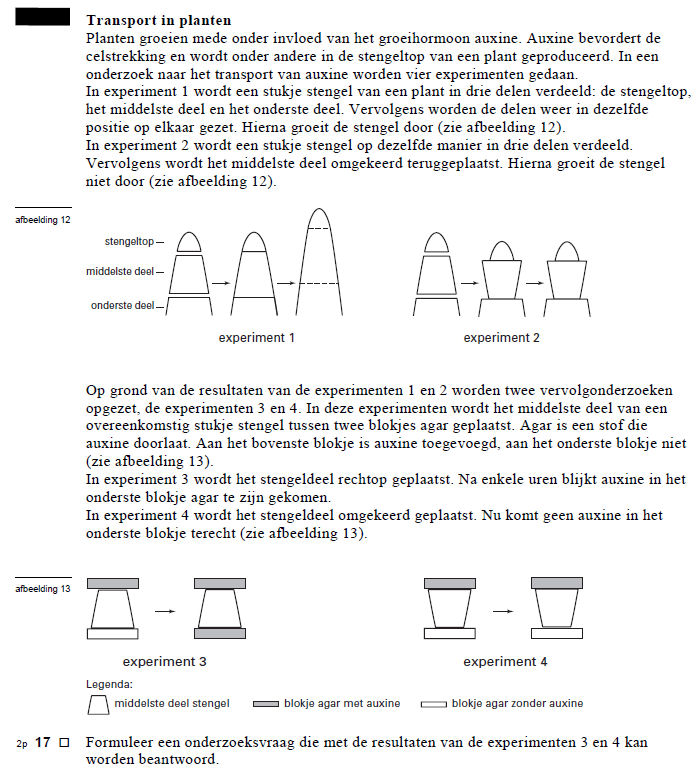 Transport in planten
Planten groeien mede onder invloed van het groeihormoon auxine. Auxine bevordert de
celstrekking en wordt onder andere in de stengeltop van een plant geproduceerd. In een
onderzoek naar het transport van auxine worden vier experimenten gedaan.
In experiment 1 wordt een stukje stengel van een plant in drie delen verdeeld: de stengeltop,
het middelste deel en het onderste deel. Vervolgens worden de delen weer in dezelfde
positie op elkaar gezet. Hierna groeit de stengel door (zie afbeelding 12).
In experiment 2 wordt een stukje stengel op dezelfde manier in drie delen verdeeld.
Vervolgens wordt het middelste deel omgekeerd teruggeplaatst. Hierna groeit de stengel
niet door (zie afbeelding 12).
afbeelding 12
stengeltop
middelste deel
onderste deel
experiment 1
experiment 2
Op grond van de resultaten van de experimenten 1 en 2 worden twee vervolgonderzoeken
opgezet, de experimenten 3 en 4. In deze experimenten wordt het middelste deel van een
overeenkomstig stukje stengel tussen twee blokjes agar geplaatst. Agar is een stof die
auxine doorlaat. Aan het bovenste blokje is auxine toegevoegd, aan het onderste blokje niet
(zie afbeelding 13).
In experiment 3 wordt het stengeldeel rechtop geplaatst. Na enkele uren blijkt auxine in het
onderste blokje agar te zijn gekomen.
In experiment 4 wordt het stengeldeel omgekeerd geplaatst. Nu komt geen auxine in het
onderste blokje terecht (zie afbeelding 13).
afbeelding 13
experiment 3
experiment 4
Legenda:
middelste deel stengel
blokje agar met auxine
blokje agar zonder auxine
2p 17 □ Formuleer een onderzoeksvraag die met de resultaten van de experimenten 3 en 4 kan
worden beantwoord.